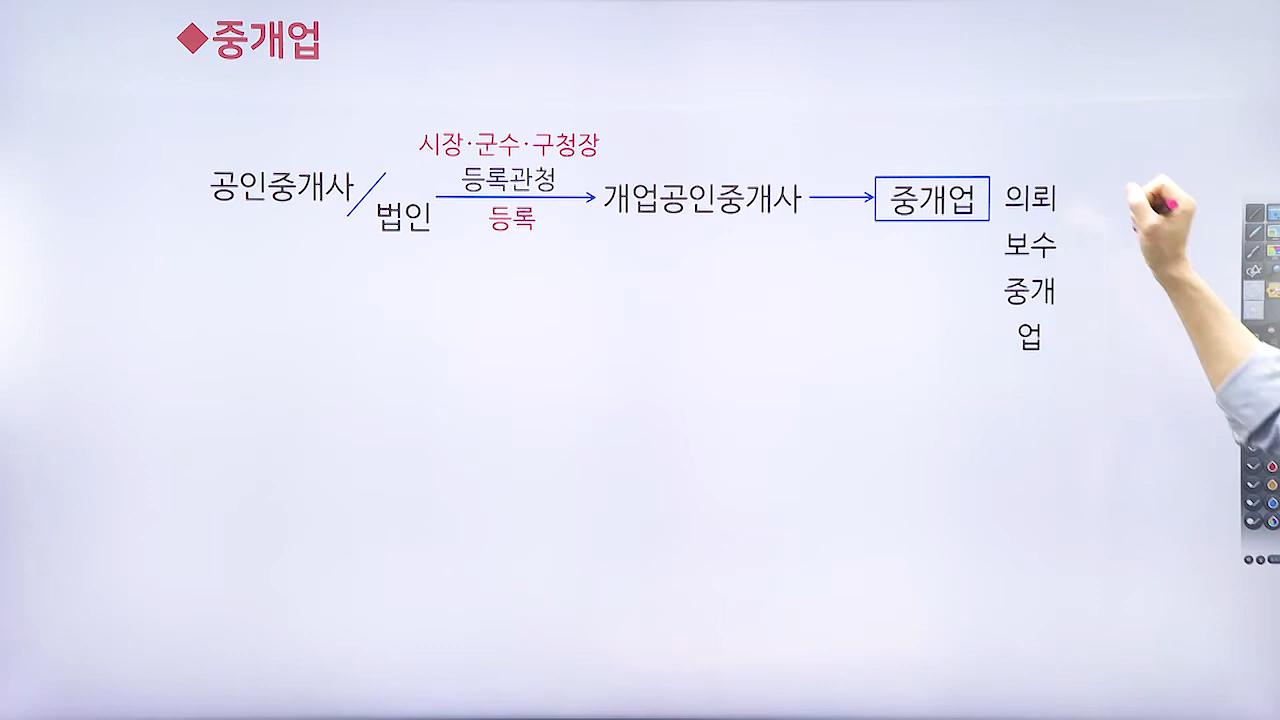 ◆중개업
시장·군수·구청장
공인중개사/법인
등록관청
등록
개업공인중개사
중개업
의뢰
보수
중개
업